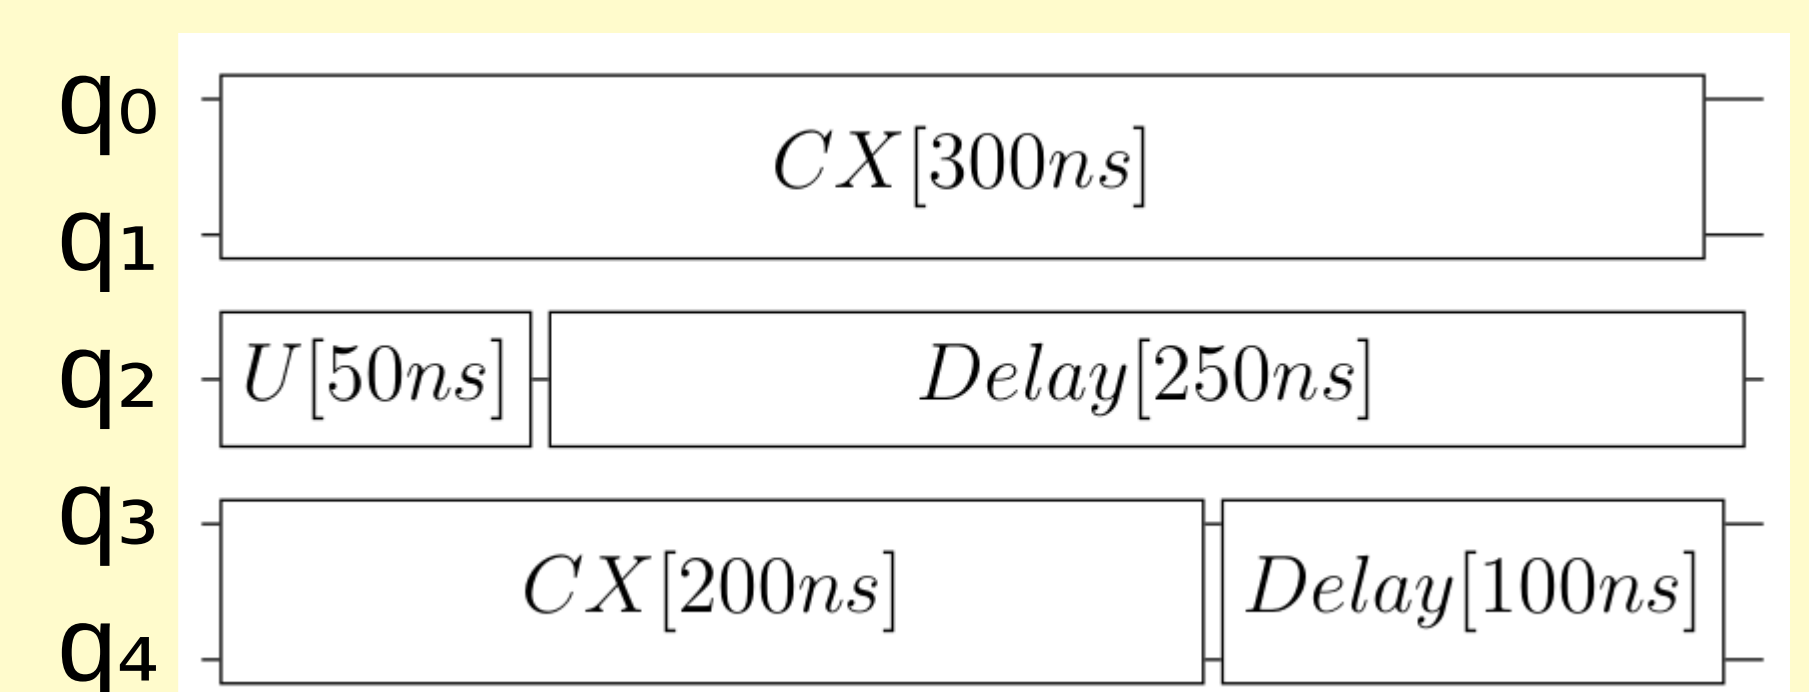 q₀
CX[300ns]
q₁
q₂ U[50ns] Delay[250ns]
q₃
CX[200ns] Delay[100ns]
q₄